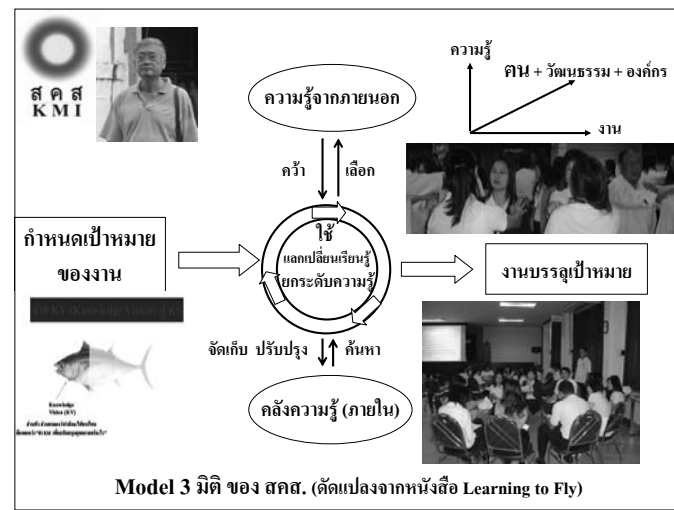 ส ค ส
KMI
ความรู้
คน + วัฒนธรรม + องค์กร
งาน
ความรู้จากภายนอก
คว้า
เลือก
กำหนดเป้าหมาย
ของงาน
ใช้
แลกเปลี่ยนเรียนรู้
ยกระดับความรู้
งานบรรลุเป้าหมาย
จัดเก็บ ปรับปรุง
ค้นหา
คลังความรู้ (ภายใน)
Knowledge
Vision (KV)
Model 3 มิติ ของ สคส. (ดัดแปลงจากหนังสือ Learning to Fly)